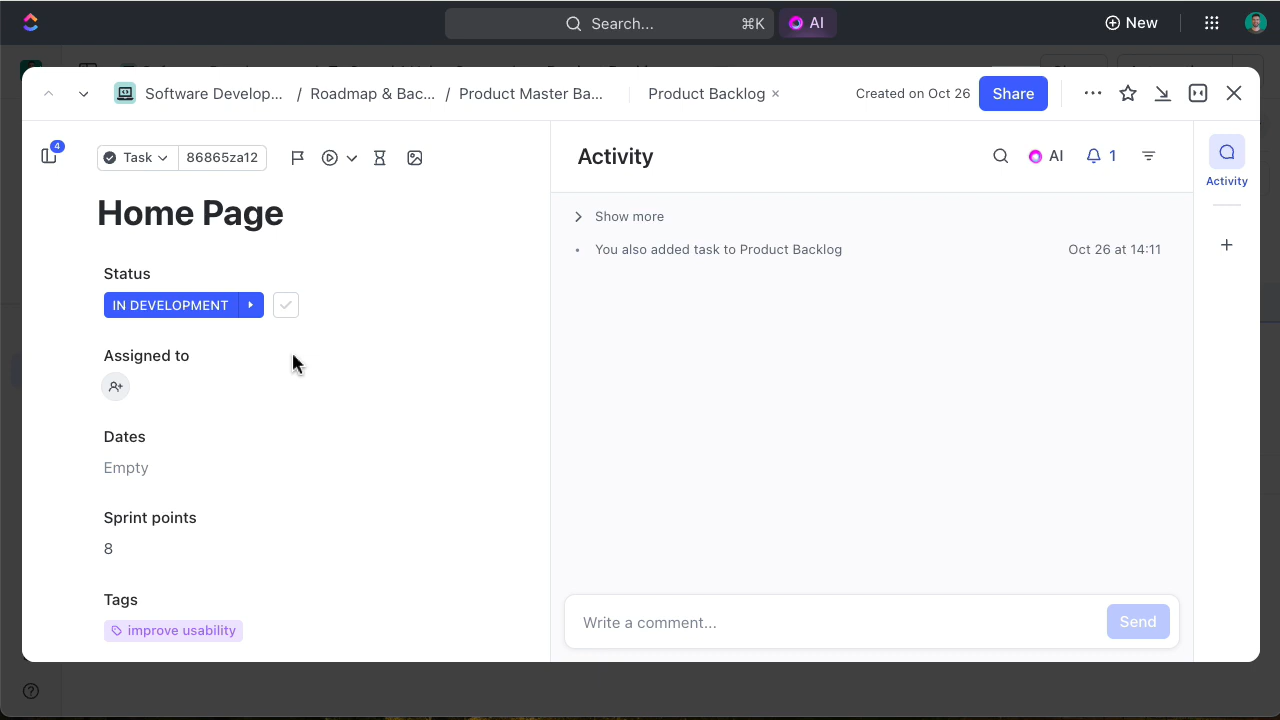 Search...
⌘K
AI
New
Software Develop... / Roadmap & Bac... / Product Master Ba...
Product Backlog ×
Created on Oct 26
Share
4
Task
86865za12
Home Page
Status
IN DEVELOPMENT
Assigned to
Dates
Empty
Sprint points
8
Tags
improve usability
Activity
AI
1
Show more
• You also added task to Product Backlog
Oct 26 at 14:11
Write a comment...
Send
Activity